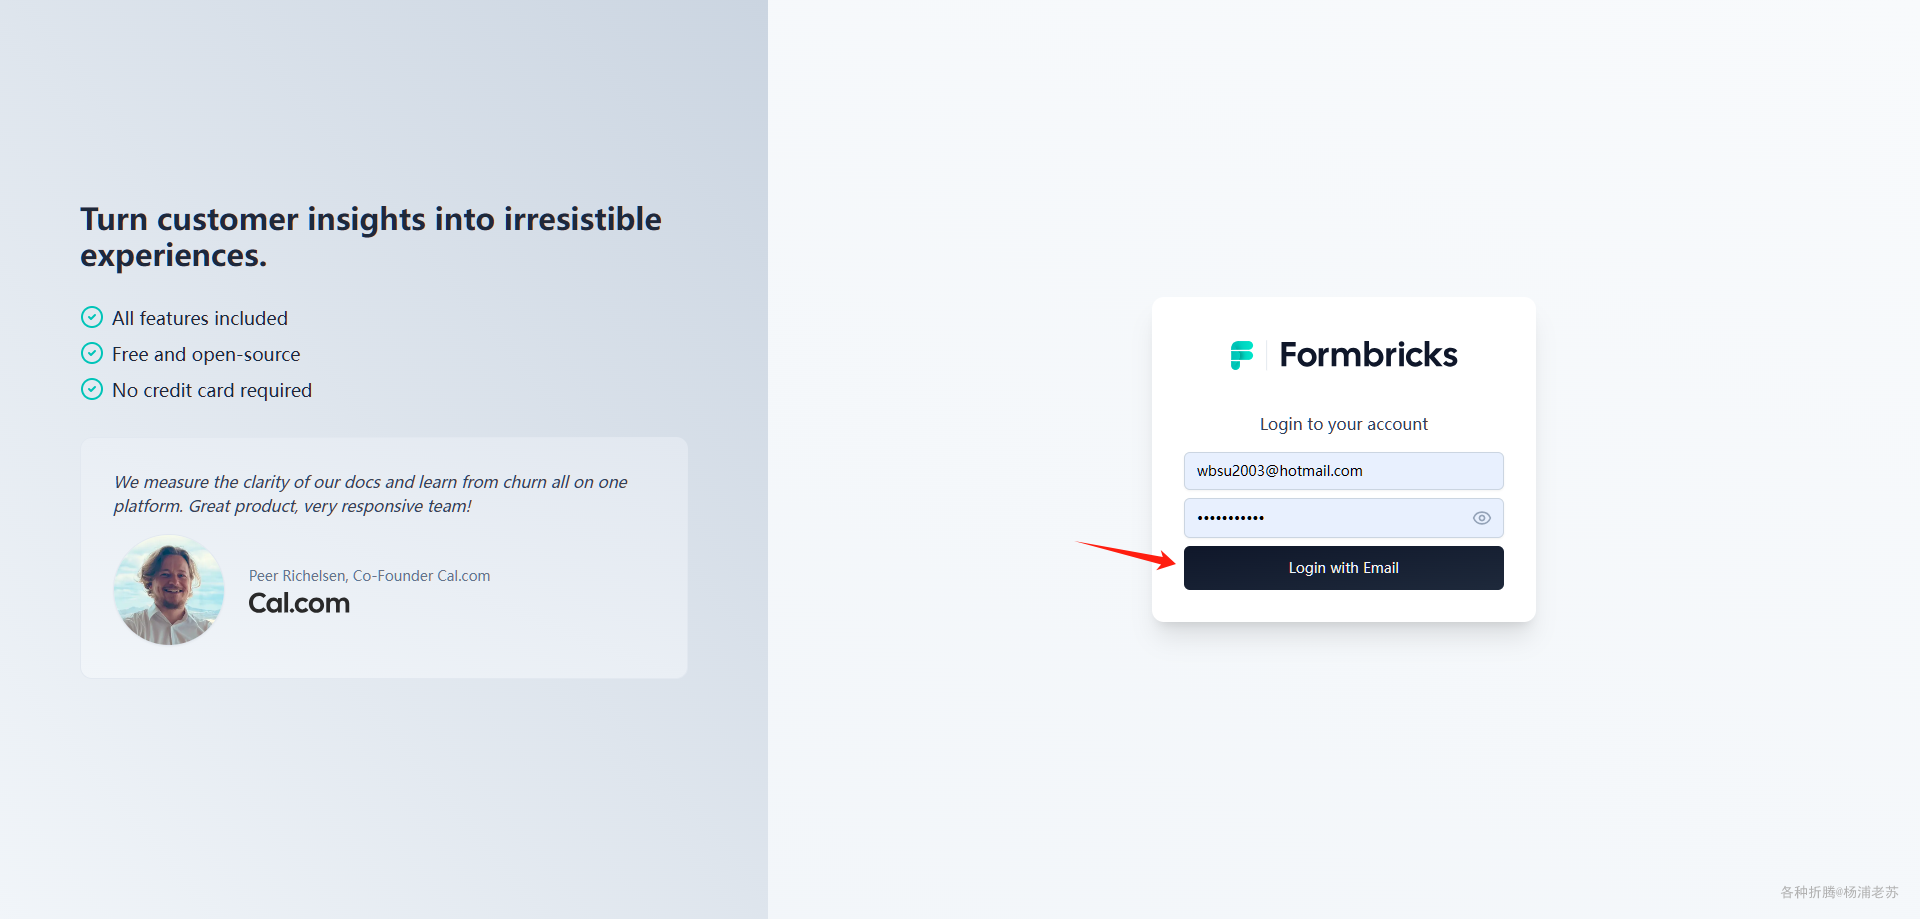 Turn customer insights into irresistible
experiences.
All features included
Free and open-source
No credit card required
We measure the clarity of our docs and learn from churn all on one
platform. Great product, very responsive team!
Peer Richelsen, Co-Founder Cal.com
Cal.com
Formbricks
Login to your account
wbsu2003@hotmail.com
•••••••••••
Login with Email
各种折腾@杨浦老苏